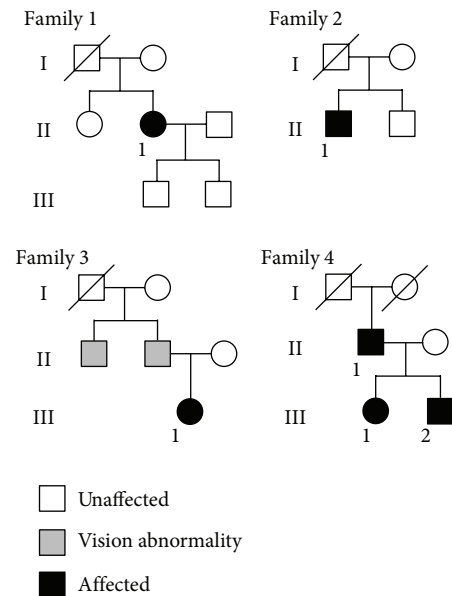 Family 1
I
II
1
III
Family 2
I
II
1
Family 3
I
II
III
1
Family 4
I
II
1
III
1 2
Unaffected
Vision abnormality
Affected